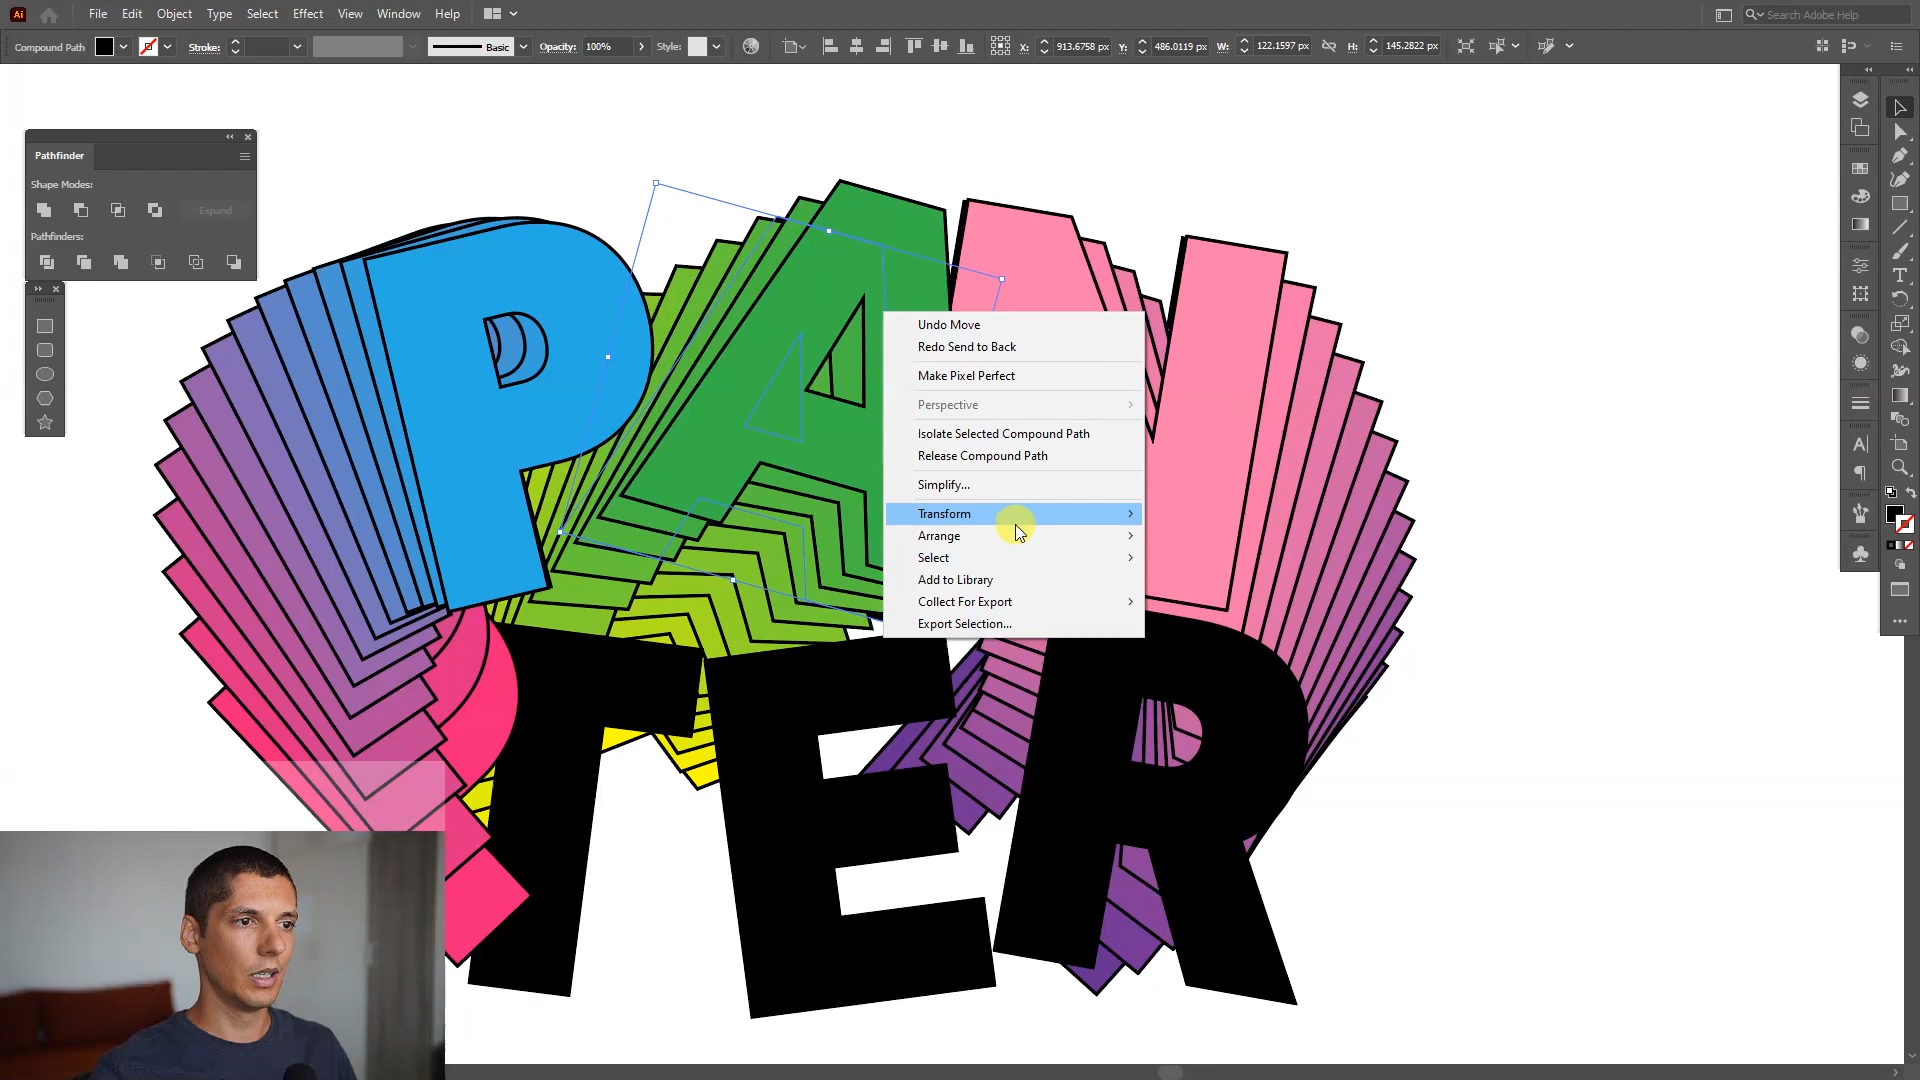 Ai File Edit Object Type Select Effect View Window Help Search Adobe Help
Compound Path Stroke: Basic Opacity: 100% Style: X: 913.6758 px Y: 486.0119 px W: 122.1597 px H: 145.2822 px
Pathfinder
Shape Modes:
Expand
Pathfinders:
PAN
TER
Undo Move
Redo Send to Back
Make Pixel Perfect
Perspective
Isolate Selected Compound Path
Release Compound Path
Simplify...
Transform
Arrange
Select
Add to Library
Collect For Export
Export Selection...